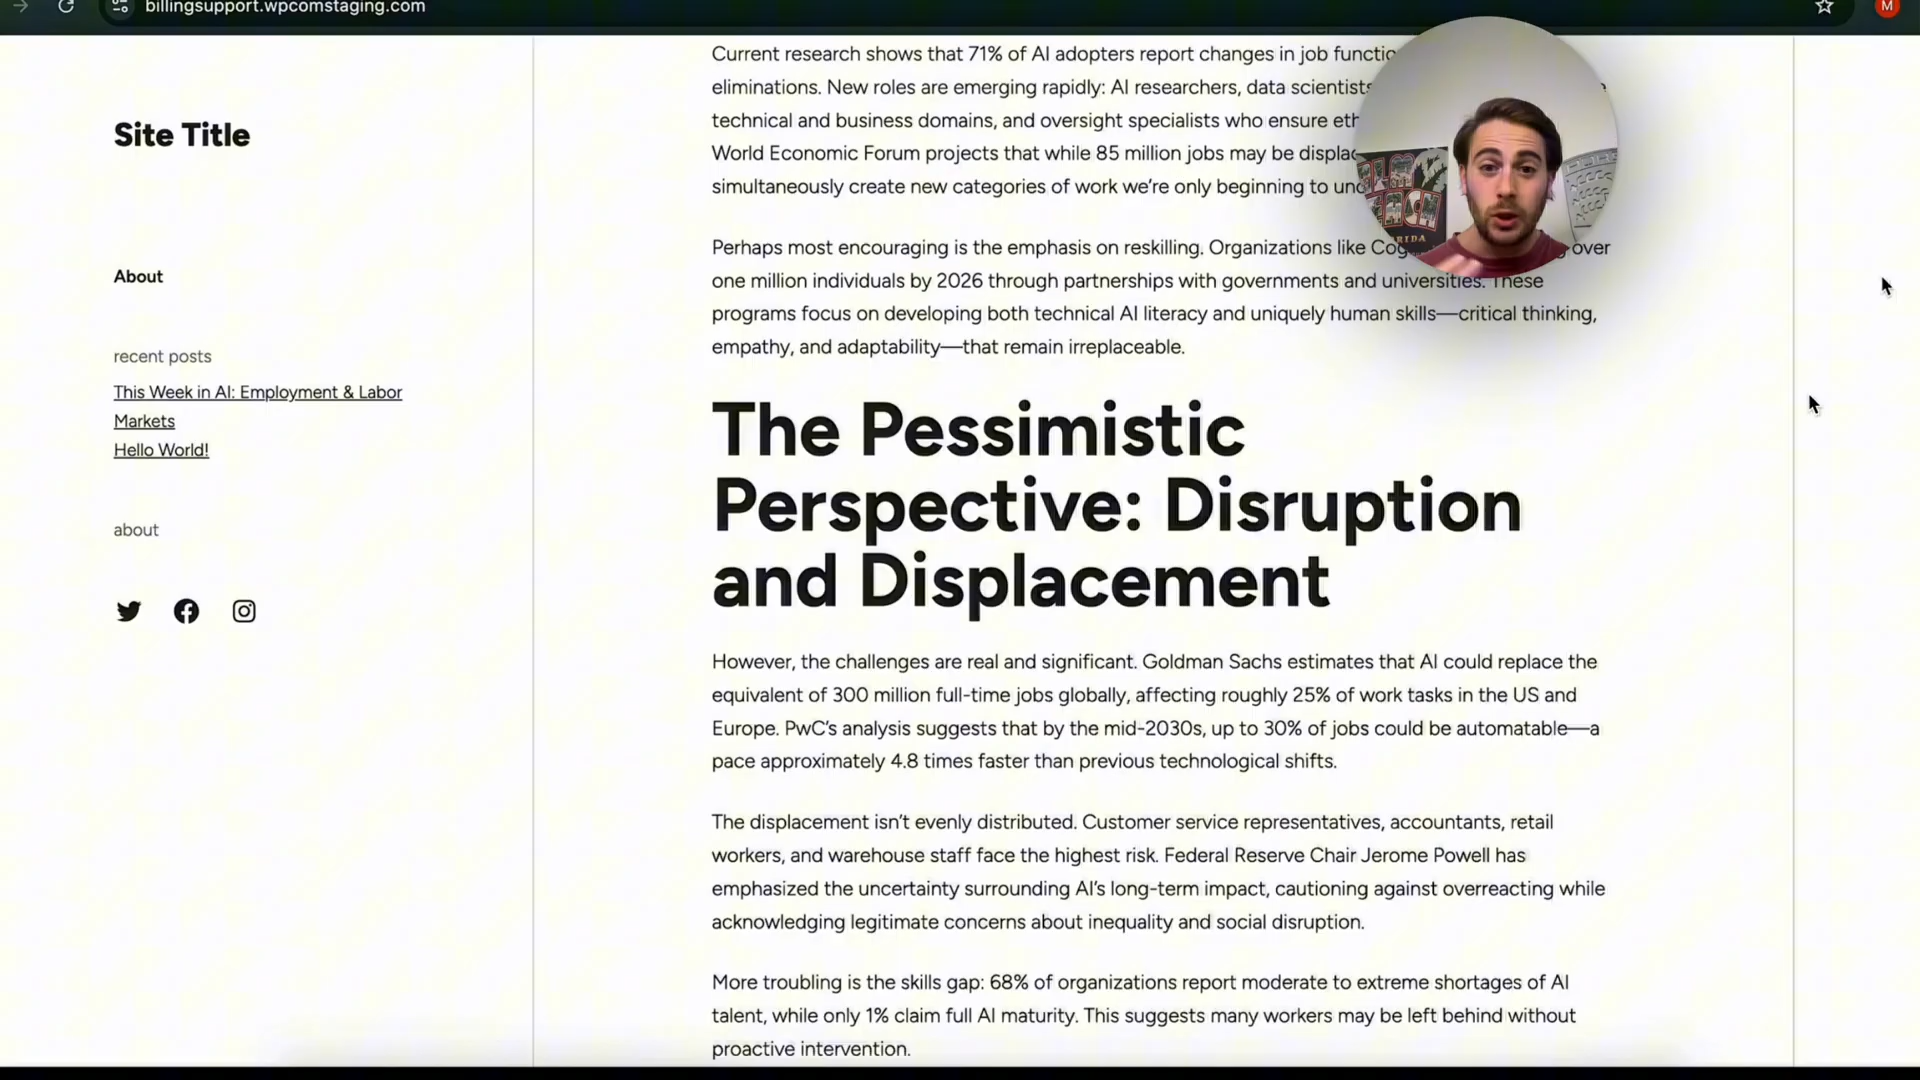 billingsupport.wpcomstaging.com
M
Site Title
About
recent posts
This Week in AI: Employment & Labor
Markets
Hello World!
about
Current research shows that 71% of AI adopters report changes in job
eliminations. New roles are emerging rapidly: AI researchers, data scientists
technical and business domains, and oversight specialists who ensure
World Economic Forum projects that while 85 million jobs may be
simultaneously create new categories of work we’re only beginning to
Perhaps most encouraging is the emphasis on reskilling. Organizations like over
one million individuals by 2026 through partnerships with governments and universities. These
programs focus on developing both technical AI literacy and uniquely human skills—critical thinking,
empathy, and adaptability—that remain irreplaceable.
The Pessimistic
Perspective: Disruption
and Displacement
However, the challenges are real and significant. Goldman Sachs estimates that AI could replace the
equivalent of 300 million full-time jobs globally, affecting roughly 25% of work tasks in the US and
Europe. PwC’s analysis suggests that by the mid-2030s, up to 30% of jobs could be automatable—a
pace approximately 4.8 times faster than previous technological shifts.
The displacement isn’t evenly distributed. Customer service representatives, accountants, retail
workers, and warehouse staff face the highest risk. Federal Reserve Chair Jerome Powell has
emphasized the uncertainty surrounding AI’s long-term impact, cautioning against overreacting while
acknowledging legitimate concerns about inequality and social disruption.
More troubling is the skills gap: 68% of organizations report moderate to extreme shortages of AI
talent, while only 1% claim full AI maturity. This suggests many workers may be left behind without
proactive intervention.